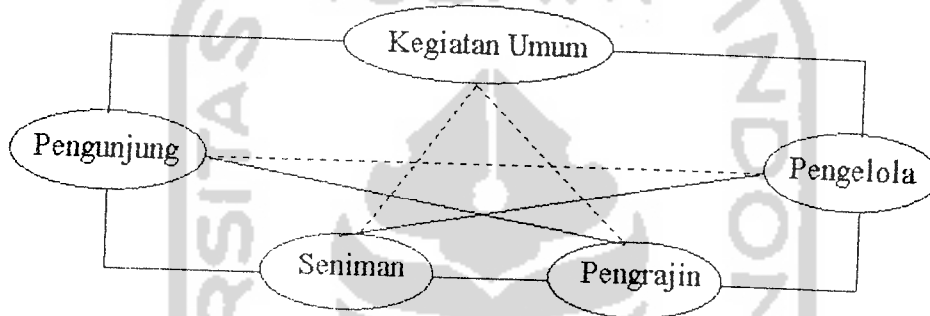 Kegiatan Umum
Pengunjung
Pengelola
Seniman
Pengrajin